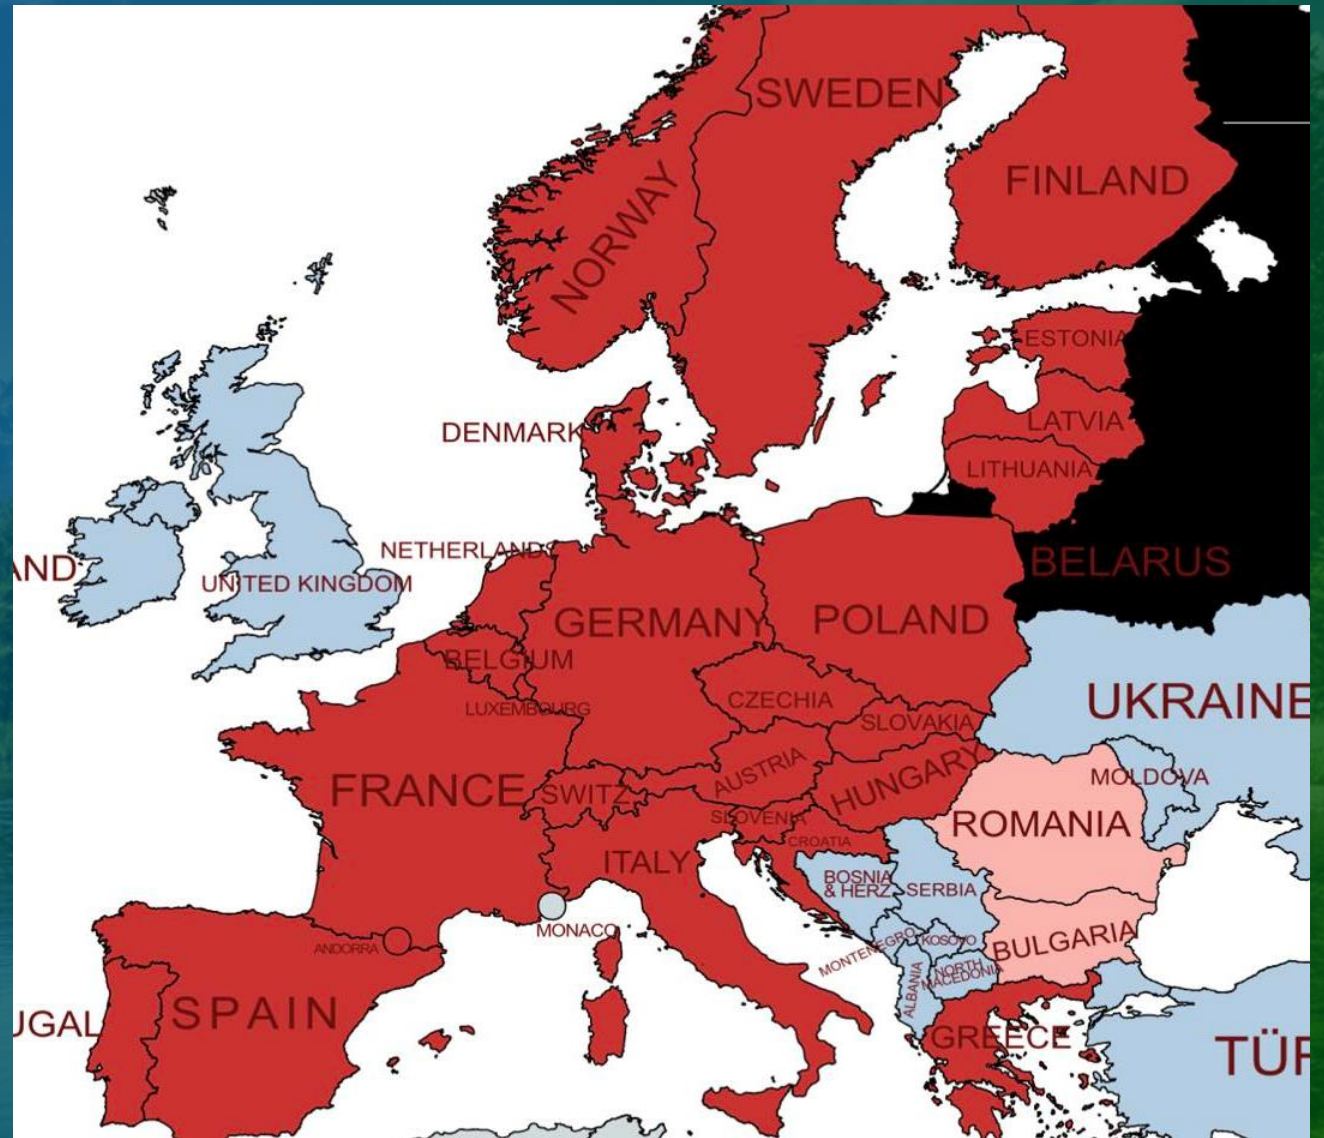 SWEDEN
FINLAND
NORWAY
ESTONIA
DENMARK
LATVIA
LITHUANIA
NETHERLANDS
BELARUS
AND
UNITED KINGDOM
GERMANY
POLAND
BELGIUM
CZECHIA
UKRAINE
LUXEMBOURG
SLOVAKIA
AUSTRIA
HUNGARY
MOLDOVA
FRANCE
SWITZ.
SLOVENIA
ROMANIA
CROATIA
ITALY
BOSNIA
& HERZ.
SERBIA
MONACO
ANDORRA
MONTENEGRO
KOSOVO
BULGARIA
NORTH
MACEDONIA
ALBANIA
UGAL
SPAIN
GREECE
TÜR